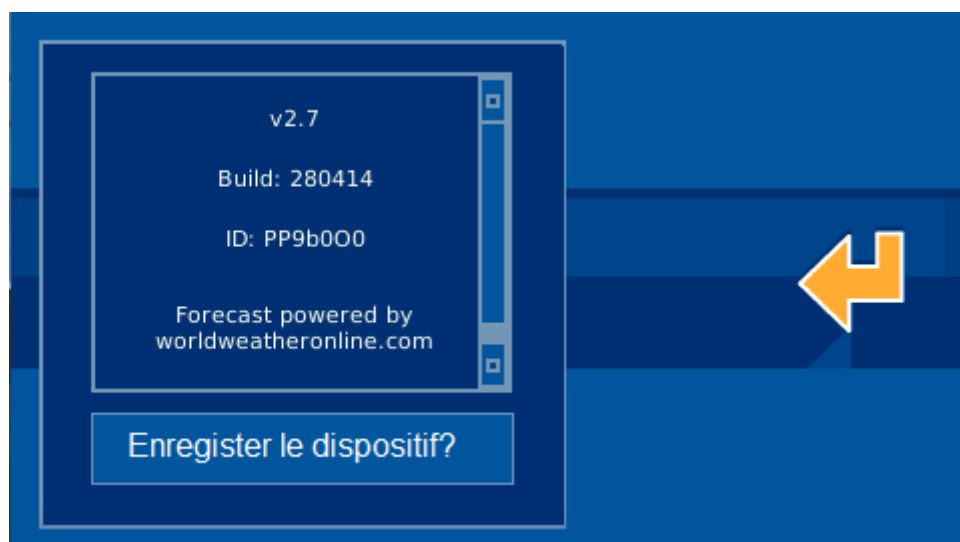 v2.7
Build: 280414
ID: PP9b0O0
Forecast powered by
worldweatheronline.com
Enregister le dispositif?